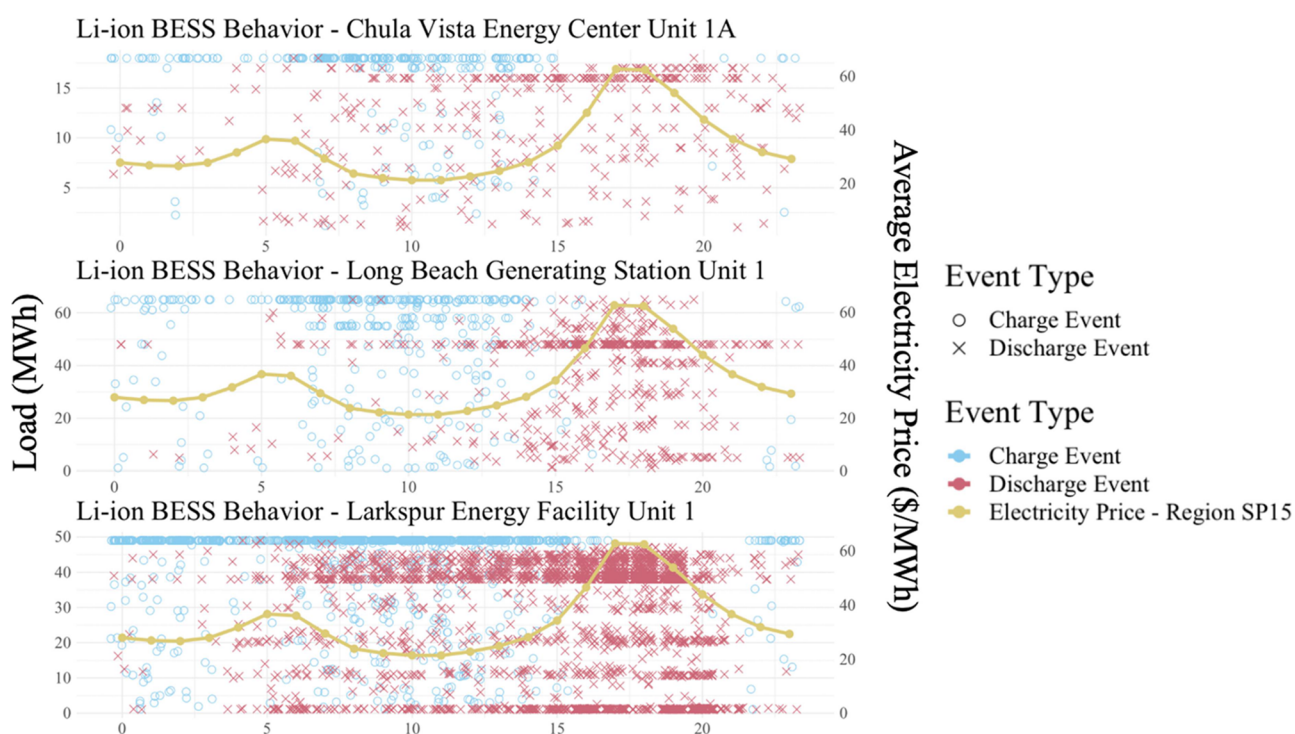 Li-ion BESS Behavior - Chula Vista Energy Center Unit 1A
15
10
5
60
40
20
0 5 10 15 20
Li-ion BESS Behavior - Long Beach Generating Station Unit 1
60
40
20
0
60
40
20
0
0 5 10 15 20
Li-ion BESS Behavior - Larkspur Energy Facility Unit 1
50
40
30
20
10
0
60
40
20
0
0 5 10 15 20
Load (MWh)
Average Electricity Price ($/MWh)
Event Type
Charge Event
Discharge Event
Event Type
Charge Event
Discharge Event
Electricity Price - Region SP15